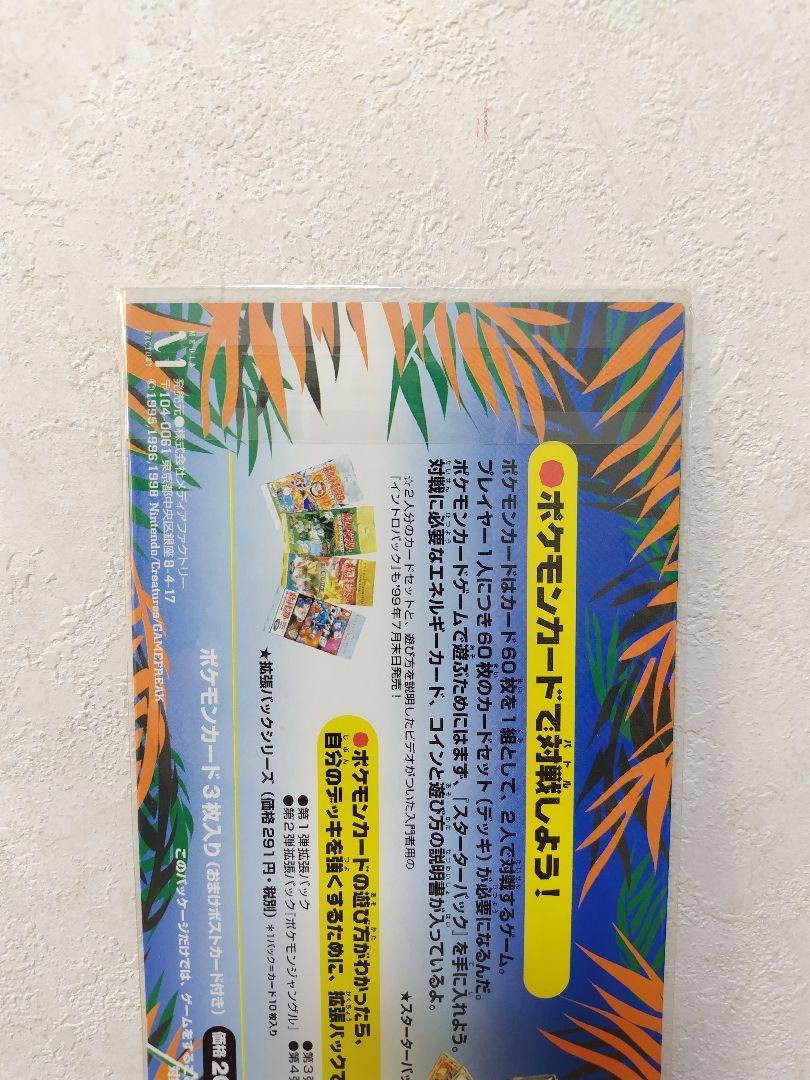 ●ポケモンカードで対戦しよう！
ポケモンカードはカード60枚を1組として、2人で対戦するゲーム。
プレイヤー1人につき60枚のカードセット（デッキ）が必要になるんだ。
ポケモンカードゲームで遊ぶためにはまず、『スターターパック』を手に入れよう。
対戦に必要なエネルギーカード、コインと遊び方の説明書が入っているよ。
☆2人分のカードセットと、遊び方を説明したビデオがついた入門者用の
「イントロパック」も'99年7月末日発売！
★スターターパッ
●ポケモンカードの遊び方がわかったら、
自分のデッキを強くするために、拡張パックで
●第1弾拡張パック
●第2弾拡張パック『ポケモンジャングル』
●第3弾
●第4弾
★拡張パックシリーズ（価格 291円・税別）＊1パック＝カード10枚入り
ポケモンカード3枚入り（おまけポストカード付き）
価格 20
このパッケージだけでは、ゲームをする
MEDIA
FACTORY
発売元●株式会社メディアファクトリー
〒104-0061 東京都中央区銀座8-4-17
©1995,1996,1998 Nintendo/Creatures/GAMEFREAK